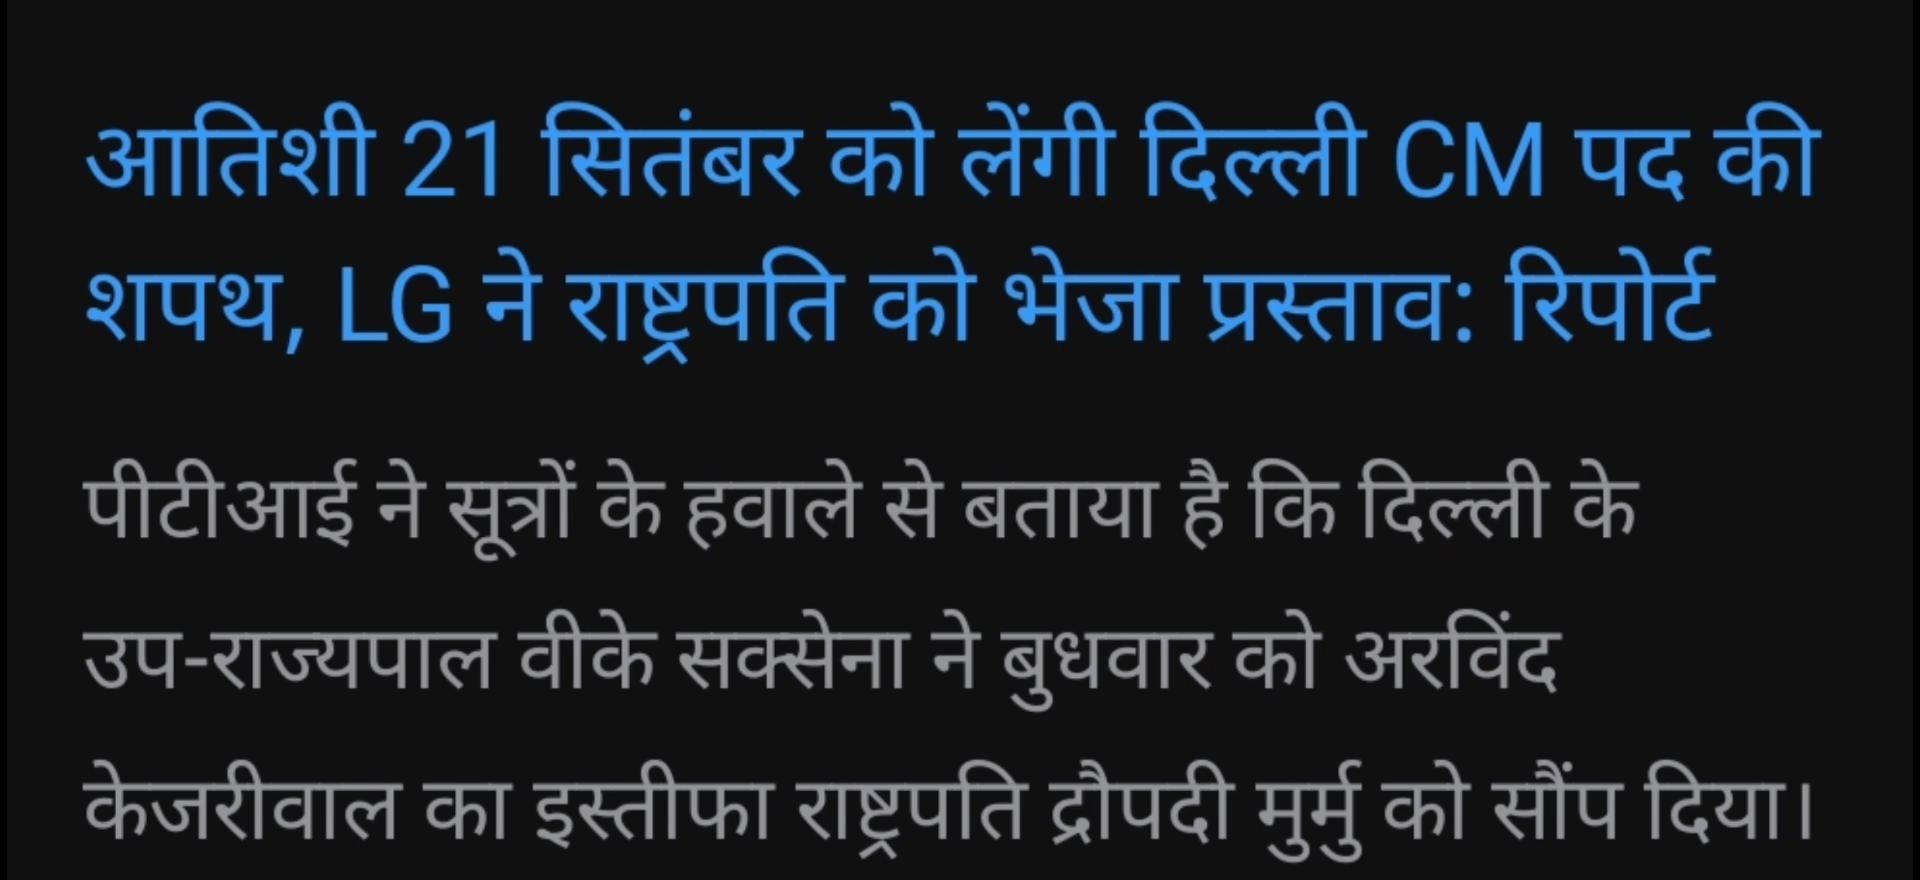 आतिशी 21 सितंबर को लेंगी दिल्ली CM पद की
शपथ, LG ने राष्ट्रपति को भेजा प्रस्ताव: रिपोर्ट
पीटीआई ने सूत्रों के हवाले से बताया है कि दिल्ली के
उप-राज्यपाल वीके सक्सेना ने बुधवार को अरविंद
केजरीवाल का इस्तीफा राष्ट्रपति द्रौपदी मुर्मु को सौंप दिया।